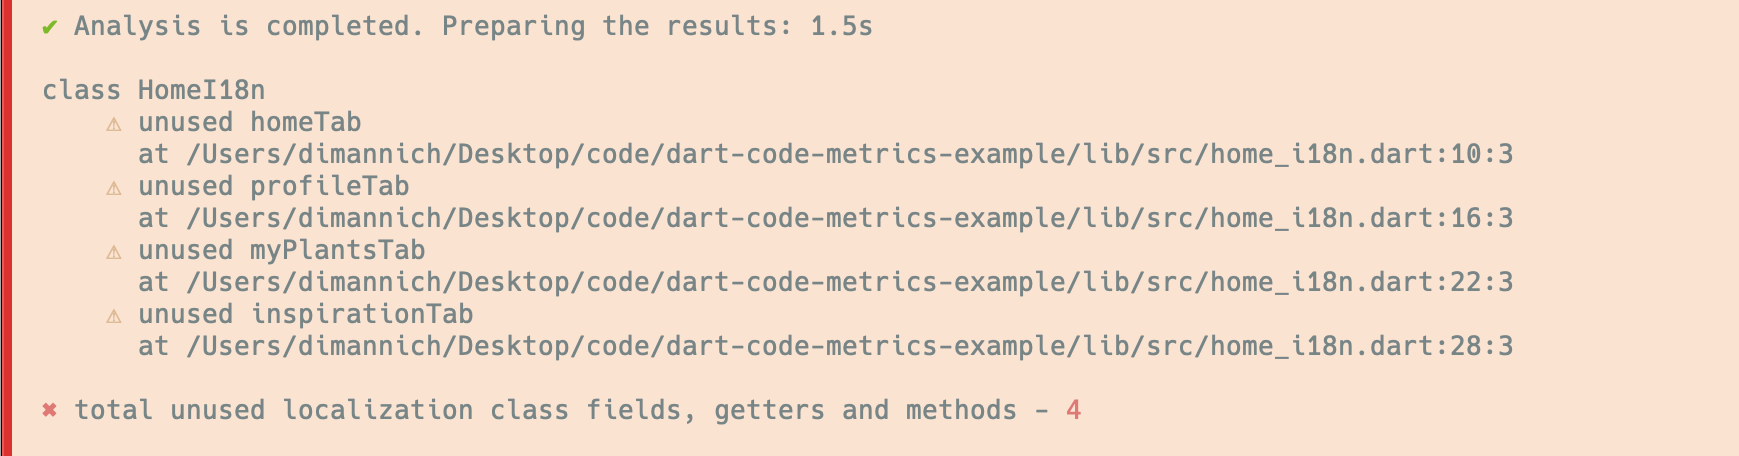 ✔ Analysis is completed. Preparing the results: 1.5s
class HomeI18n
⚠ unused homeTab
at /Users/dimannich/Desktop/code/dart-code-metrics-example/lib/src/home_i18n.dart:10:3
⚠ unused profileTab
at /Users/dimannich/Desktop/code/dart-code-metrics-example/lib/src/home_i18n.dart:16:3
⚠ unused myPlantsTab
at /Users/dimannich/Desktop/code/dart-code-metrics-example/lib/src/home_i18n.dart:22:3
⚠ unused inspirationTab
at /Users/dimannich/Desktop/code/dart-code-metrics-example/lib/src/home_i18n.dart:28:3
✖ total unused localization class fields, getters and methods - 4